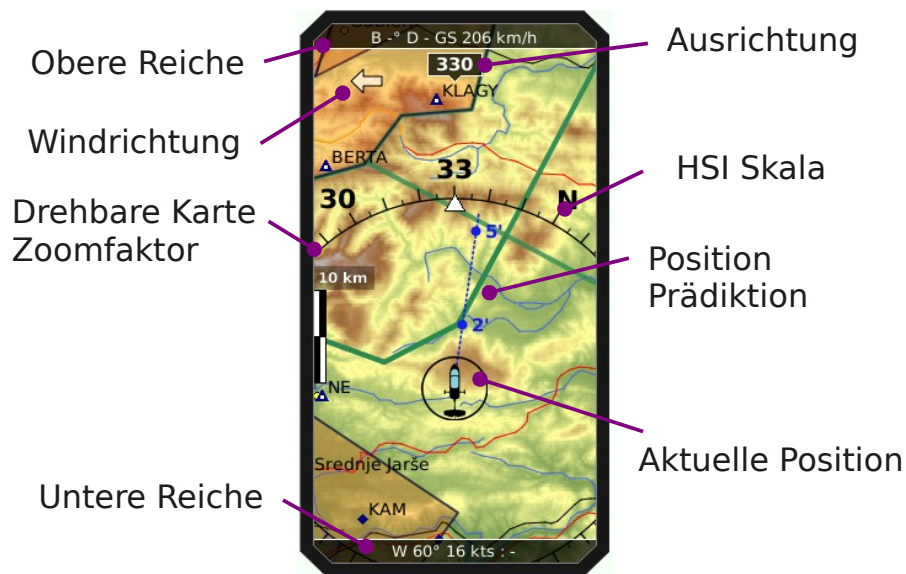 B -° D - GS 206 km/h
Obere Reiche
330
Ausrichtung
KLAGY
Windrichtung
BERTA
33
HSI Skala
30
N
Drehbare Karte
Zoomfaktor
5'
10 km
Position
Prädiktion
2'
NE
Aktuelle Position
Srednje Jarše
Untere Reiche
KAM
W 60° 16 kts : -